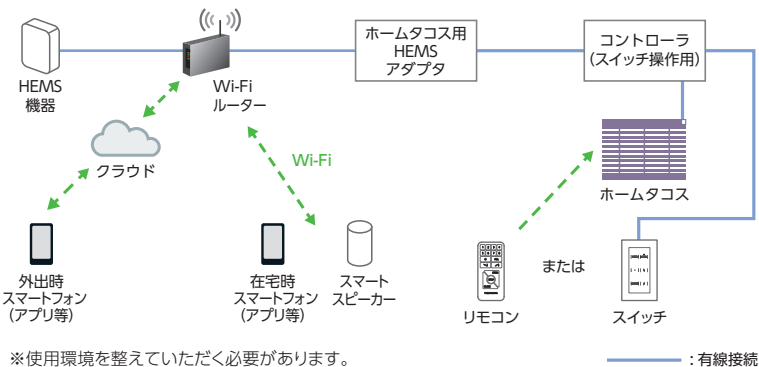 ホームタコス用
HEMS
アダプタ
コントローラ
（スイッチ操作用）
HEMS
機器
Wi-Fi
ルーター
クラウド
Wi-Fi
ホームタコス
外出時
スマートフォン
（アプリ等）
在宅時
スマートフォン
（アプリ等）
スマート
スピーカー
リモコン
または
スイッチ
※使用環境を整えていただく必要があります。
：有線接続